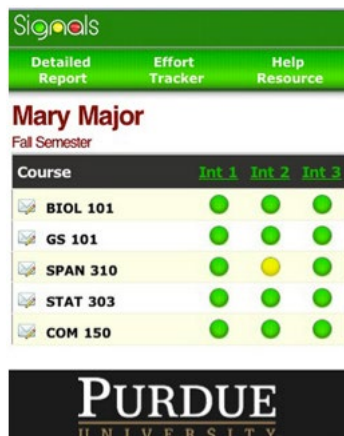 Signals
Detailed Report
Effort Tracker
Help Resource
Mary Major
Fall Semester
Course Int 1 Int 2 Int 3
BIOL 101
GS 101
SPAN 310
STAT 303
COM 150
PURDUE
UNIVERSITY